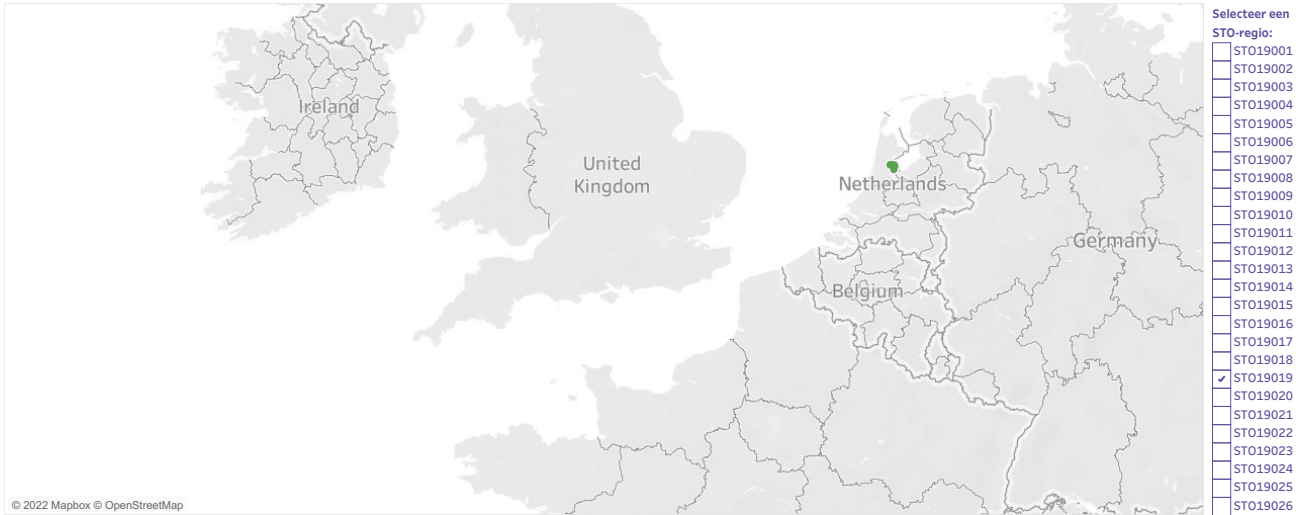 Ireland
United
Kingdom
Netherlands
Germany
Belgium
© 2022 Mapbox © OpenStreetMap
Selecteer een
STO-regio:
STO19001
STO19002
STO19003
STO19004
STO19005
STO19006
STO19007
STO19008
STO19009
STO19010
STO19011
STO19012
STO19013
STO19014
STO19015
STO19016
STO19017
STO19018
STO19019
STO19020
STO19021
STO19022
STO19023
STO19024
STO19025
STO19026